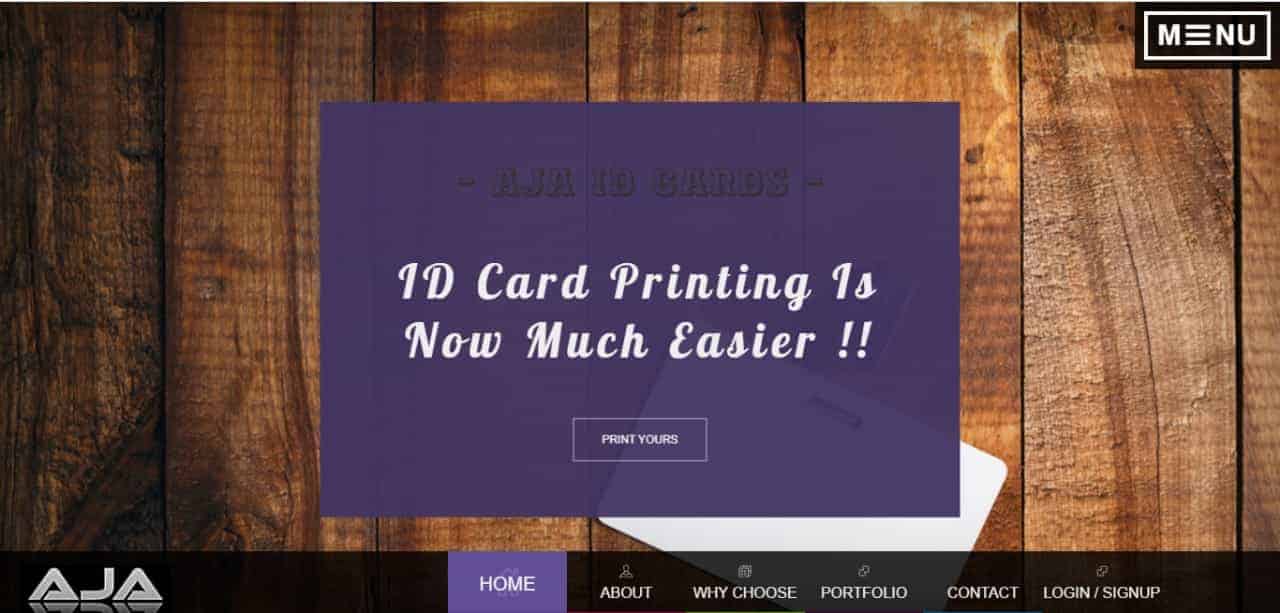 MENU
- AJA ID CARDS -
ID Card Printing Is
Now Much Easier !!
PRINT YOURS
AJA
HOME
ABOUT
WHY CHOOSE
PORTFOLIO
CONTACT
LOGIN / SIGNUP